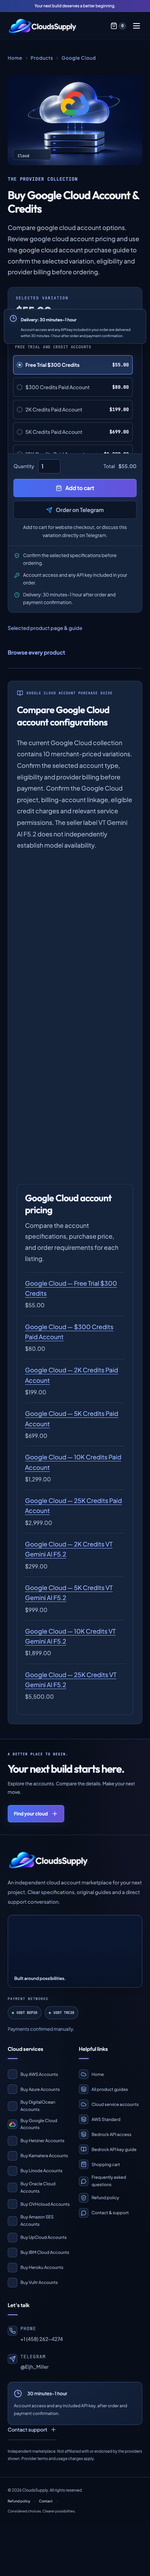 Your next build deserves a better beginning.
CloudsSupply
0
Home › Products › Google Cloud
Cloud
THE PROVIDER COLLECTION
Buy Google Cloud Account &
Credits
Compare google cloud options.
Review google cloud account pricing and use
the selected variation, eligibility and
provider billing before ordering.
SELECTED VARIATION
Delivery: 30 minutes–1 hour
FREE TRIAL AND CREDIT ACCOUNTS
Free Trial $300 Credits $55.00
$300 Credits Paid Account $80.00
2K Credits Paid Account $199.00
5K Credits Paid Account $699.00
Quantity 1 Total $55.00
Add to cart
Order on Telegram
Add to cart for website checkout, or discuss this
variation directly on Telegram.
Confirm the selected specifications before
ordering.
Account access and any API key included in your
order.
Delivery: 30 minutes–1 hour after order and
payment confirmation.
Selected product page & guide
Browse every product
GOOGLE CLOUD ACCOUNT PURCHASE GUIDE
Compare Google Cloud
account configurations
The current Google Cloud collection
contains 10 merchant-price variations.
Confirm the selected account type,
eligibility and included credits before
payment. Confirm the Google Cloud
project, billing-account linkage, eligible
credit charges and relevant service
permissions. The seller label VT Gemini
AI F5.2 does not independently
establish model availability.
Google Cloud account
pricing
Compare the account
specifications, purchase price,
and order requirements for each
listing.
Google Cloud — Free Trial $300
Credits
$55.00
Google Cloud — $300 Credits
Paid Account
$80.00
Google Cloud — 2K Credits Paid
Account
$199.00
Google Cloud — 5K Credits Paid
Account
$699.00
Google Cloud — 10K Credits Paid
Account
$1,299.00
Google Cloud — 25K Credits Paid
Account
$2,999.00
Google Cloud — 2K Credits VT
Gemini AI F5.2
$299.00
Google Cloud — 5K Credits VT
Gemini AI F5.2
$999.00
Google Cloud — 10K Credits VT
Gemini AI F5.2
$1,899.00
Google Cloud — 25K Credits VT
Gemini AI F5.2
$5,500.00
A BETTER PLACE TO BEGIN.
Your next build starts here.
Explore the accounts. Compare the details. Make your next
move.
Find your cloud
CloudsSupply
An independent cloud account marketplace for your next
project. Clear specifications, original guides and direct
support conversation.
Built around possibilities.
PAYMENT NETWORKS
USDT BEP20 USDT TRC20
Payments confirmed manually.
Cloud services
Buy AWS Accounts
Buy Azure Accounts
Buy DigitalOcean
Accounts
Buy Google Cloud
Accounts
Buy Hetzner Accounts
Buy Kamatera Accounts
Buy Linode Accounts
Buy Oracle Cloud
Accounts
Buy OVHcloud Accounts
Buy Amazon SES
Accounts
Buy UpCloud Accounts
Buy IBM Cloud Accounts
Buy Heroku Accounts
Buy Vultr Accounts
Helpful links
Home
All product guides
Cloud service accounts
AWS Standard
Bedrock API access
Bedrock API key guide
Shopping cart
Frequently asked
questions
Refund policy
Contact & support
Let's talk
PHONE
+1 (458) 262-4274
TELEGRAM
@Eljh_Miller
30 minutes–1 hour
Account access and any included API key, after order and
payment confirmation.
Contact support
Independent marketplace. Not affiliated with or endorsed by the providers
shown. Provider terms and usage charges apply.
© 2026 CloudsSupply. All rights reserved.
Refund policy Contact
Considered choices. Clearer possibilities.